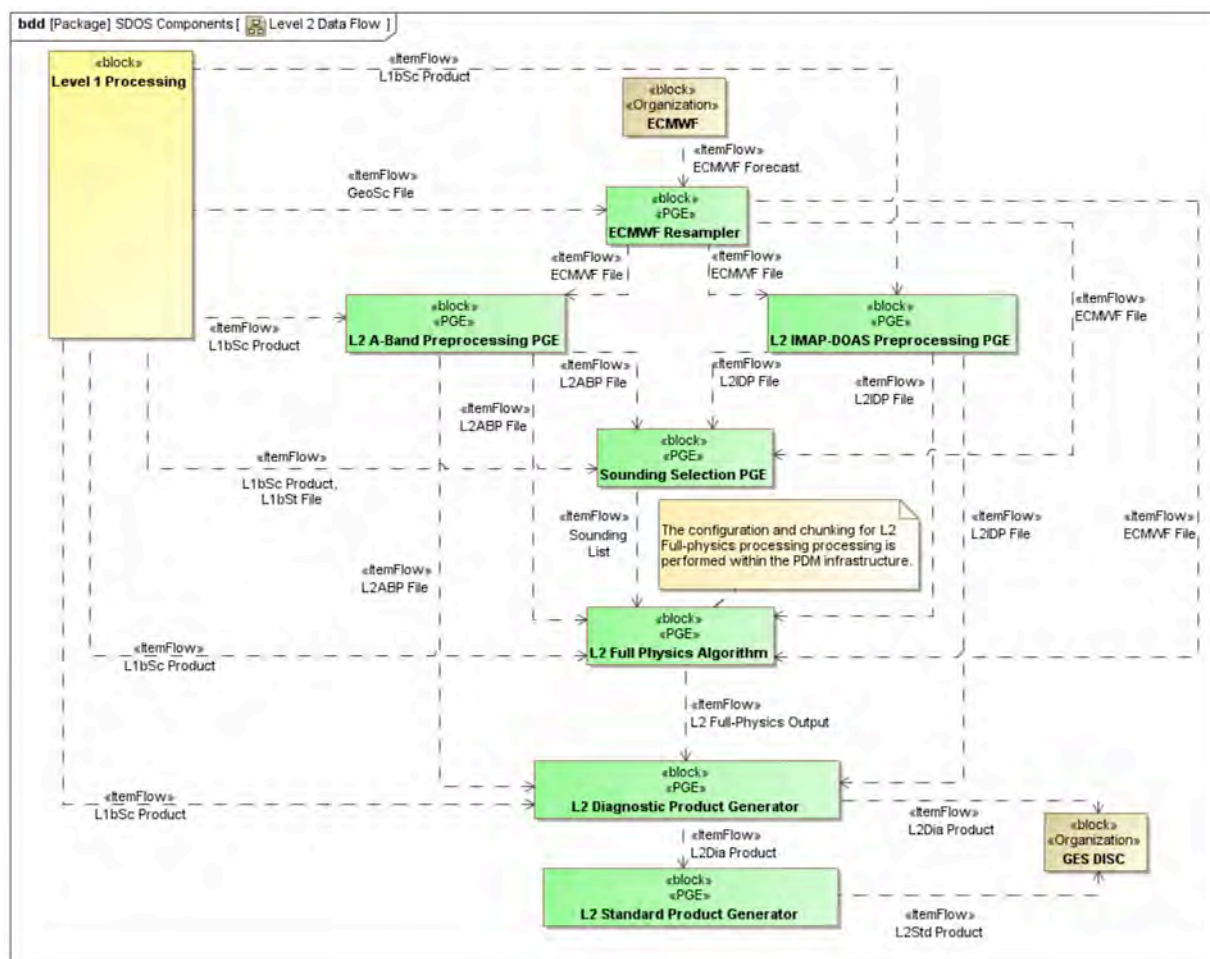 bdd [Package] SDOS Components [ Level 2 Data Flow ]
«block»
Level 1 Processing
«ItemFlow»
L1bSc Product
«block»
«Organization»
ECMWF
«ItemFlow»
ECMWF Forecast
«ItemFlow»
GeoSc File
«block»
«PGE»
ECMWF Resampler
«ItemFlow»
ECMWF File
«ItemFlow»
ECMWF File
«ItemFlow»
ECMWF File
«ItemFlow»
L1bSc Product
«block»
«PGE»
L2 A-Band Preprocessing PGE
«block»
«PGE»
L2 IMAP-DOAS Preprocessing PGE
«ItemFlow»
L2ABP File
«ItemFlow»
L2IDP File
«ItemFlow»
L2IDP File
«ItemFlow»
L2ABP File
«block»
«PGE»
Sounding Selection PGE
«ItemFlow»
L1bSc Product,
L1bSt File
«ItemFlow»
Sounding
List
The configuration and chunking for L2
Full-physics processing processing is
performed within the PDM infrastructure.
«ItemFlow»
L2IDP File
«ItemFlow»
ECMWF File
«ItemFlow»
L2ABP File
«block»
«PGE»
L2 Full Physics Algorithm
«ItemFlow»
L1bSc Product
«ItemFlow»
L2 Full-Physics Output
«block»
«PGE»
L2 Diagnostic Product Generator
«ItemFlow»
L1bSc Product
«ItemFlow»
L2Dia Product
«block»
«Organization»
GES DISC
«ItemFlow»
L2Dia Product
«block»
«PGE»
L2 Standard Product Generator
«ItemFlow»
L2Std Product